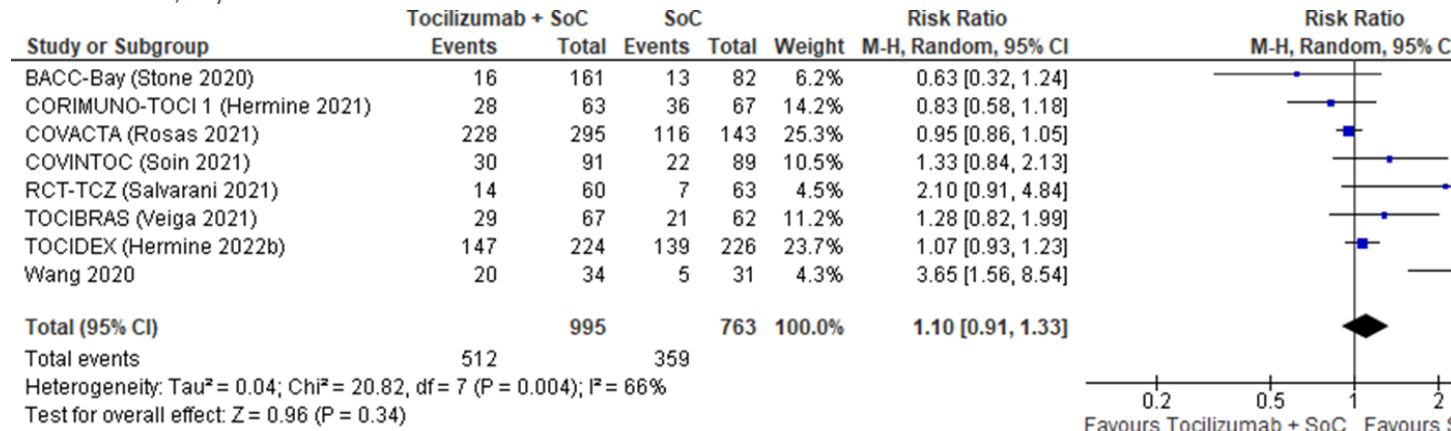 Tocilizumab + SoC SoC Risk Ratio Risk Ratio
Study or Subgroup Events Total Events Total Weight M-H, Random, 95% CI M-H, Random, 95% C
BACC-Bay (Stone 2020) 16 161 13 82 6.2% 0.63 [0.32, 1.24]
CORIMUNO-TOCI 1 (Hermine 2021) 28 63 36 67 14.2% 0.83 [0.58, 1.18]
COVACTA (Rosas 2021) 228 295 116 143 25.3% 0.95 [0.86, 1.05]
COVINTOC (Soin 2021) 30 91 22 89 10.5% 1.33 [0.84, 2.13]
RCT-TCZ (Salvarani 2021) 14 60 7 63 4.5% 2.10 [0.91, 4.84]
TOCIBRAS (Veiga 2021) 29 67 21 62 11.2% 1.28 [0.82, 1.99]
TOCIDEX (Hermine 2022b) 147 224 139 226 23.7% 1.07 [0.93, 1.23]
Wang 2020 20 34 5 31 4.3% 3.65 [1.56, 8.54]
Total (95% CI) 995 763 100.0% 1.10 [0.91, 1.33]
Total events 512 359
Heterogeneity: Tau² = 0.04; Chi² = 20.82, df = 7 (P = 0.004); I² = 66%
Test for overall effect: Z = 0.96 (P = 0.34)
0.2 0.5 1 2
Favours Tocilizumab + SoC Favours S